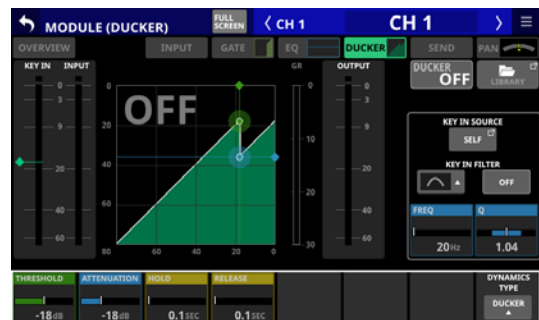 MODULE (DUCKER)
FULL
SCREEN
CH 1
CH 1
OVERVIEW
INPUT
GATE
EQ
DUCKER
SEND
PAN
KEY IN
INPUT
GR
OUTPUT
DUCKER
OFF
LIBRARY
OFF
0
3
9
20
40
60
0
20
40
60
80
60
40
20
0
0
10
20
30
0
3
9
20
40
60
KEY IN SOURCE
SELF
KEY IN FILTER
OFF
FREQ
Q
20Hz
1.04
THRESHOLD
ATTENUATION
HOLD
RELEASE
DYNAMICS
TYPE
-18dB
-18dB
0.1SEC
0.1SEC
DUCKER